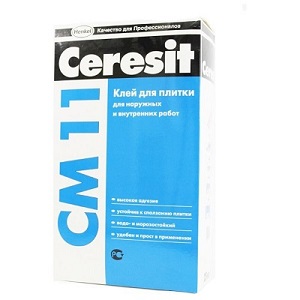 Henkel
Качество для Профессионалов
Ceresit
CM 11
Клей для плитки
для наружных
и внутренних работ
высокая адгезия
устойчив к сползанию плитки
водо- и морозостойкий
удобен и прост в применении